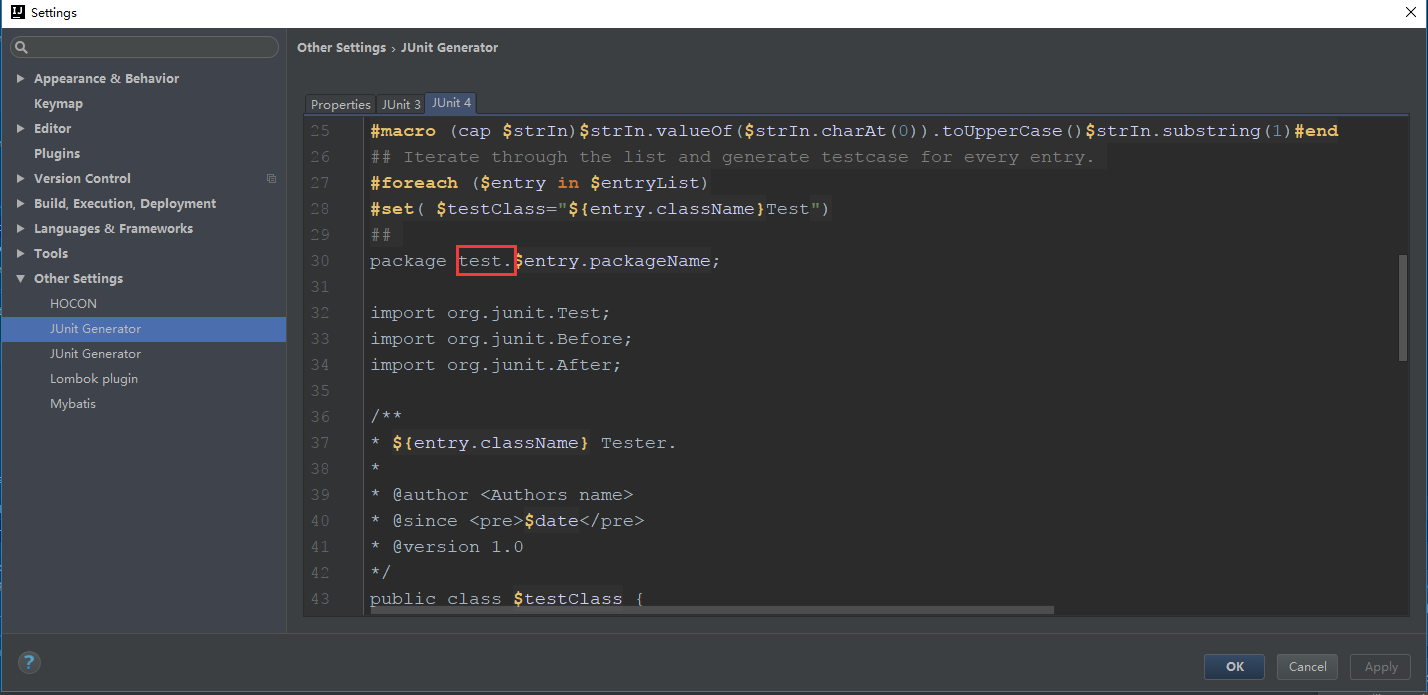 IJ Settings
Other Settings › JUnit Generator
Appearance & Behavior
Keymap
Editor
Plugins
Version Control
Build, Execution, Deployment
Languages & Frameworks
Tools
Other Settings
HOCON
JUnit Generator
JUnit Generator
Lombok plugin
Mybatis
Properties JUnit 3 JUnit 4
25 #macro (cap $strIn)$strIn.valueOf($strIn.charAt(0)).toUpperCase()$strIn.substring(1)#end
26 ## Iterate through the list and generate testcase for every entry.
27 #foreach ($entry in $entryList)
28 #set( $testClass="${entry.className}Test")
29 ##
30 package test.$entry.packageName;
31
32 import org.junit.Test;
33 import org.junit.Before;
34 import org.junit.After;
35
36 /**
37 * ${entry.className} Tester.
38 *
39 * @author <Authors name>
40 * @since <pre>$date</pre>
41 * @version 1.0
42 */
43 public class $testClass {
?
OK Cancel Apply